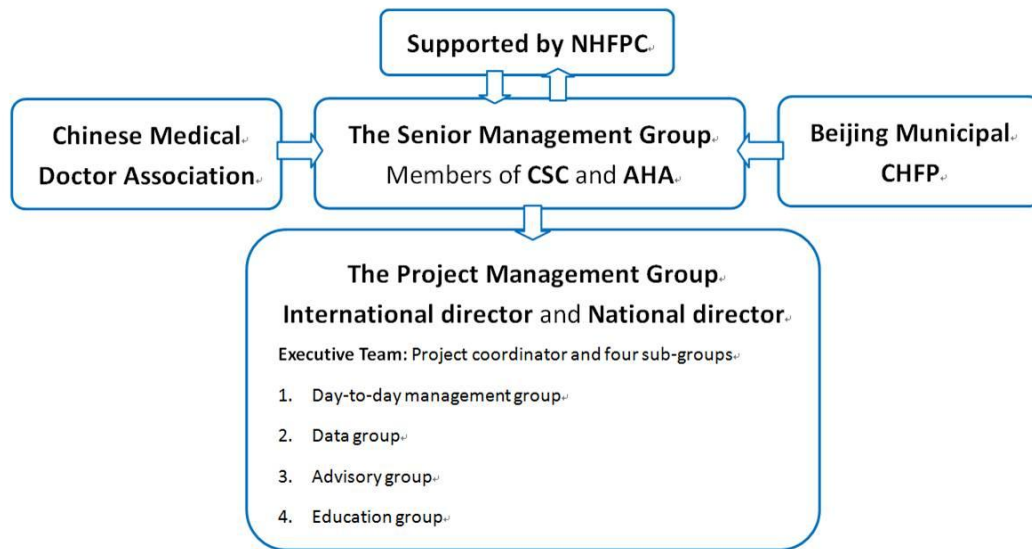 Supported by NHFPC
Chinese Medical
Doctor Association
The Senior Management Group
Members of CSC and AHA
Beijing Municipal
CHFP
The Project Management Group
International director and National director
Executive Team: Project coordinator and four sub-groups
1. Day-to-day management group
2. Data group
3. Advisory group
4. Education group